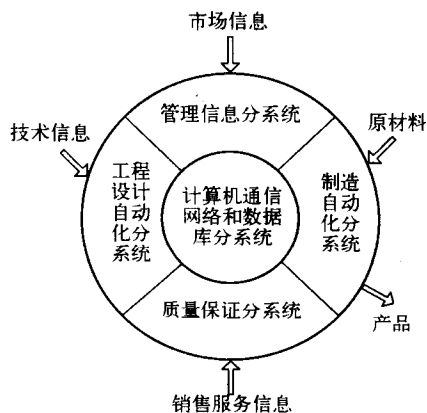 市场信息
管理信息分系统
技术信息
原材料
工程
设计
自动
化分
系统
计算机通信
网络和数据
库分系统
制造
自动
化分
系统
质量保证分系统
产品
销售服务信息